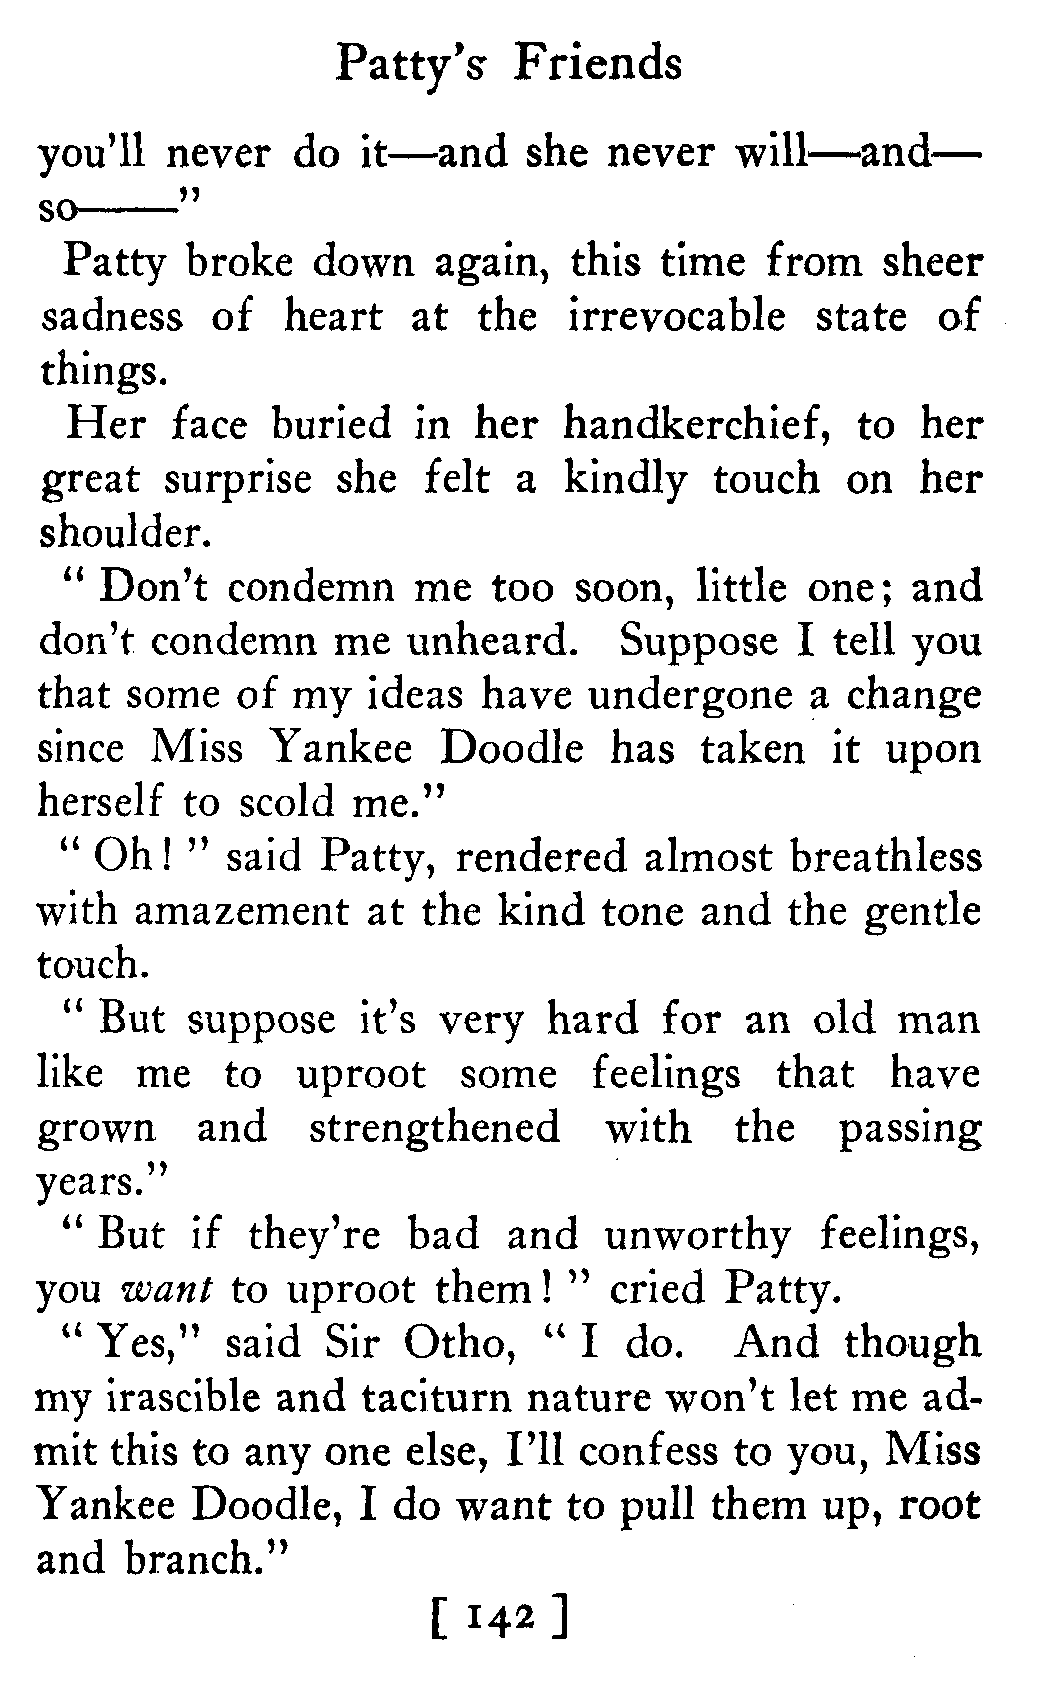 Patty's Friends
you'll never do it—and she never will—and—
so——"
Patty broke down again, this time from sheer
sadness of heart at the irrevocable state of
things.
Her face buried in her handkerchief, to her
great surprise she felt a kindly touch on her
shoulder.
" Don't condemn me too soon, little one; and
don't condemn me unheard. Suppose I tell you
that some of my ideas have undergone a change
since Miss Yankee Doodle has taken it upon
herself to scold me."
" Oh! " said Patty, rendered almost breathless
with amazement at the kind tone and the gentle
touch.
" But suppose it's very hard for an old man
like me to uproot some feelings that have
grown and strengthened with the passing
years."
" But if they're bad and unworthy feelings,
you want to uproot them! " cried Patty.
" Yes," said Sir Otho, " I do. And though
my irascible and taciturn nature won't let me ad-
mit this to any one else, I'll confess to you, Miss
Yankee Doodle, I do want to pull them up, root
and branch."
[ 142 ]